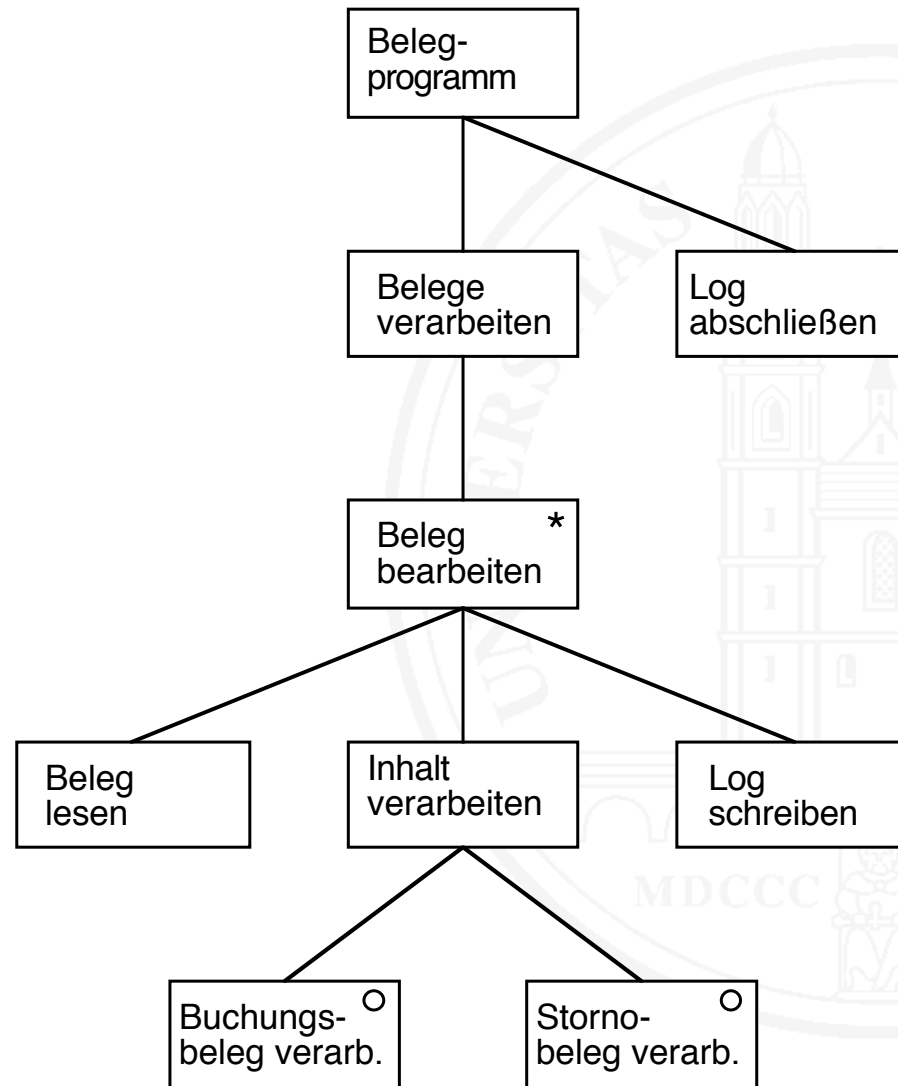 Beleg-
programm
Belege
verarbeiten
Log
abschließen
Beleg *
bearbeiten
Beleg
lesen
Inhalt
verarbeiten
Log
schreiben
Buchungs-
beleg verarb.
Storno-
beleg verarb.
MDCCC